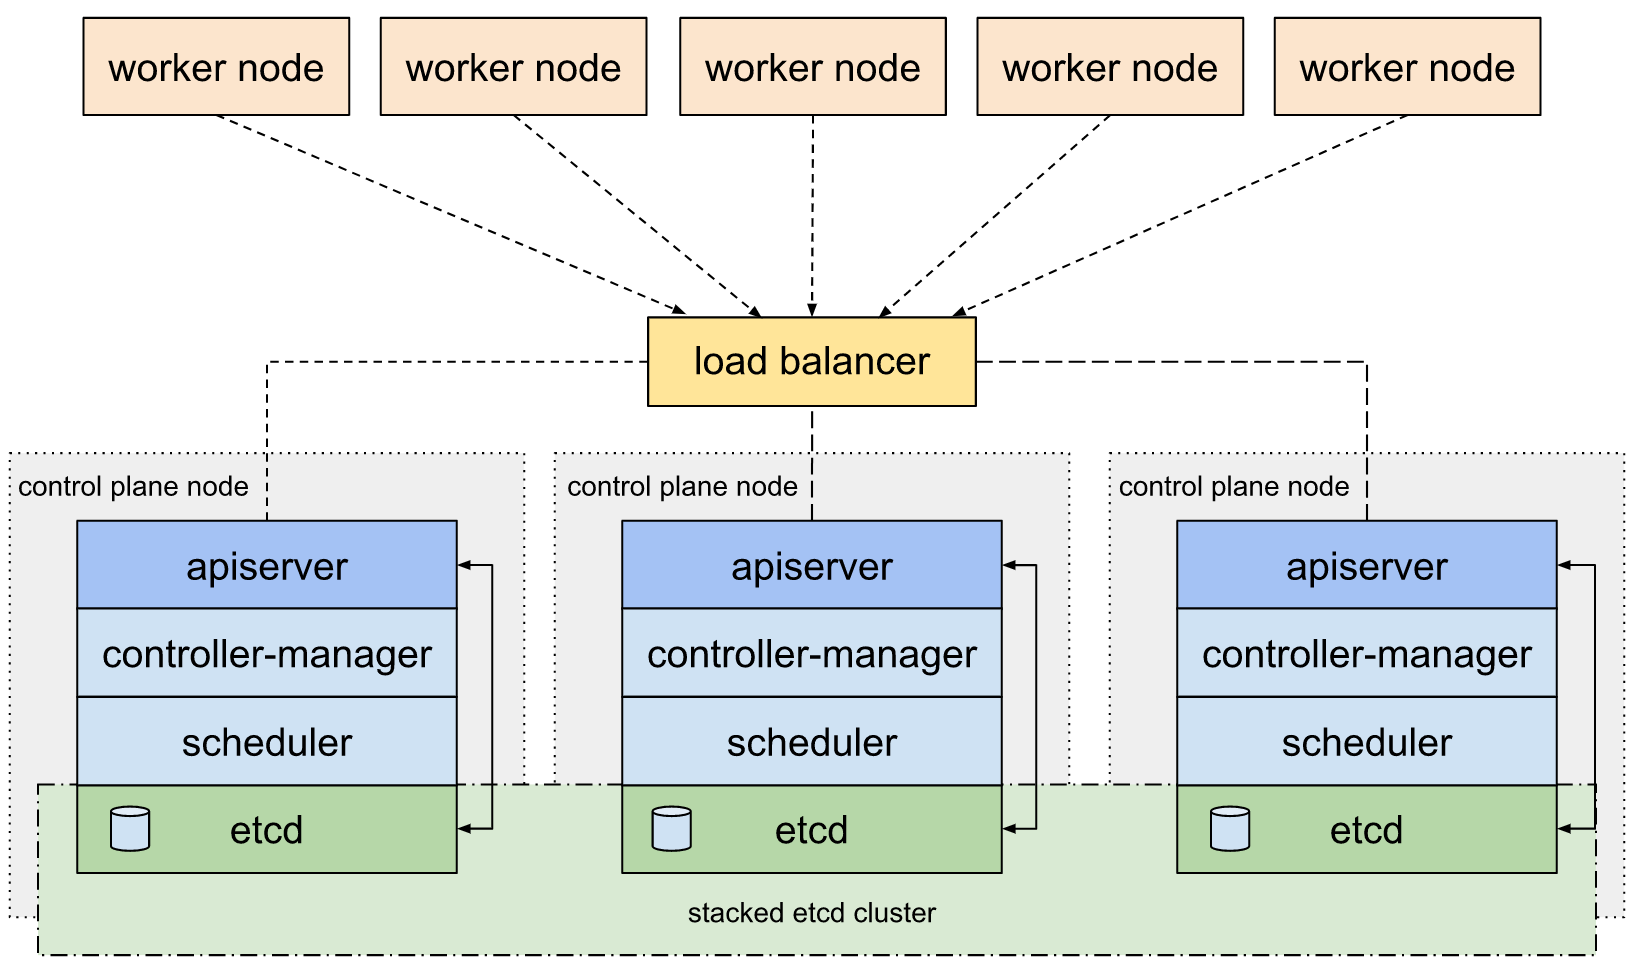 worker node
worker node
worker node
worker node
worker node
load balancer
control plane node
control plane node
control plane node
apiserver
apiserver
apiserver
controller-manager
controller-manager
controller-manager
scheduler
scheduler
scheduler
etcd
etcd
etcd
stacked etcd cluster